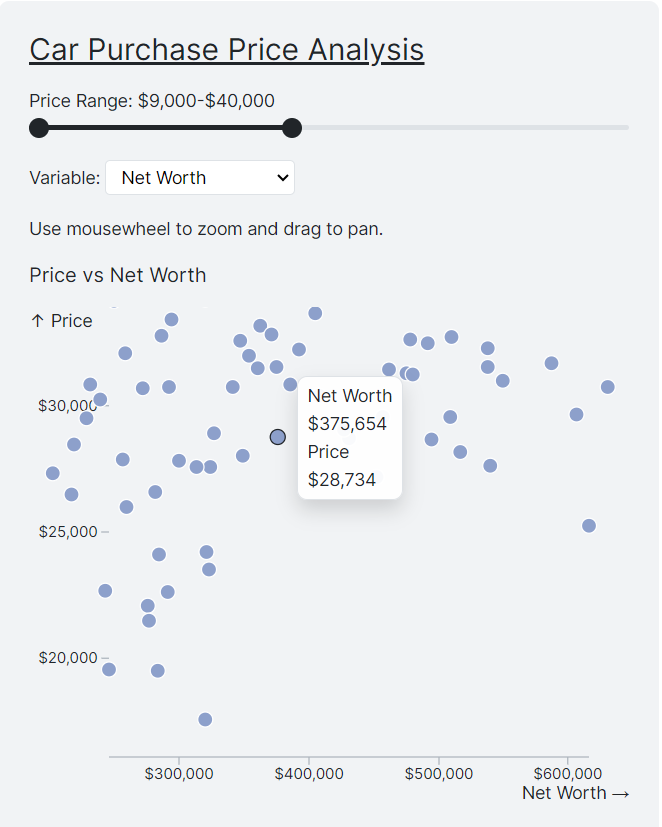 Car Purchase Price Analysis
Price Range: $9,000-$40,000
Variable: Net Worth
Use mousewheel to zoom and drag to pan.
Price vs Net Worth
↑ Price
Net Worth
$375,654
Price
$28,734
$30,000
$25,000
$20,000
$300,000 $400,000 $500,000 $600,000
Net Worth →